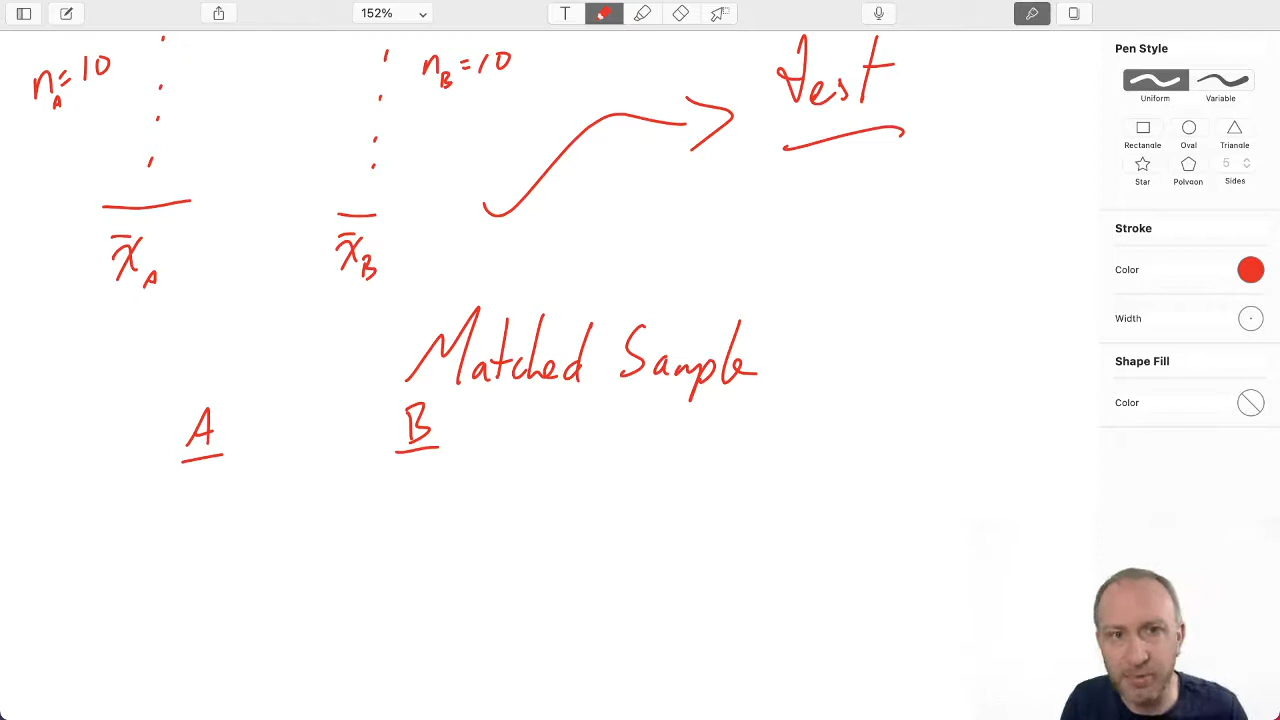 152%
T
n_A = 10
n_B = 10
Test
x̄_A
x̄_B
Matched Sample
A
B
Pen Style
Uniform
Variable
Rectangle
Oval
Triangle
Star
Polygon
5
Sides
Stroke
Color
Width
Shape Fill
Color